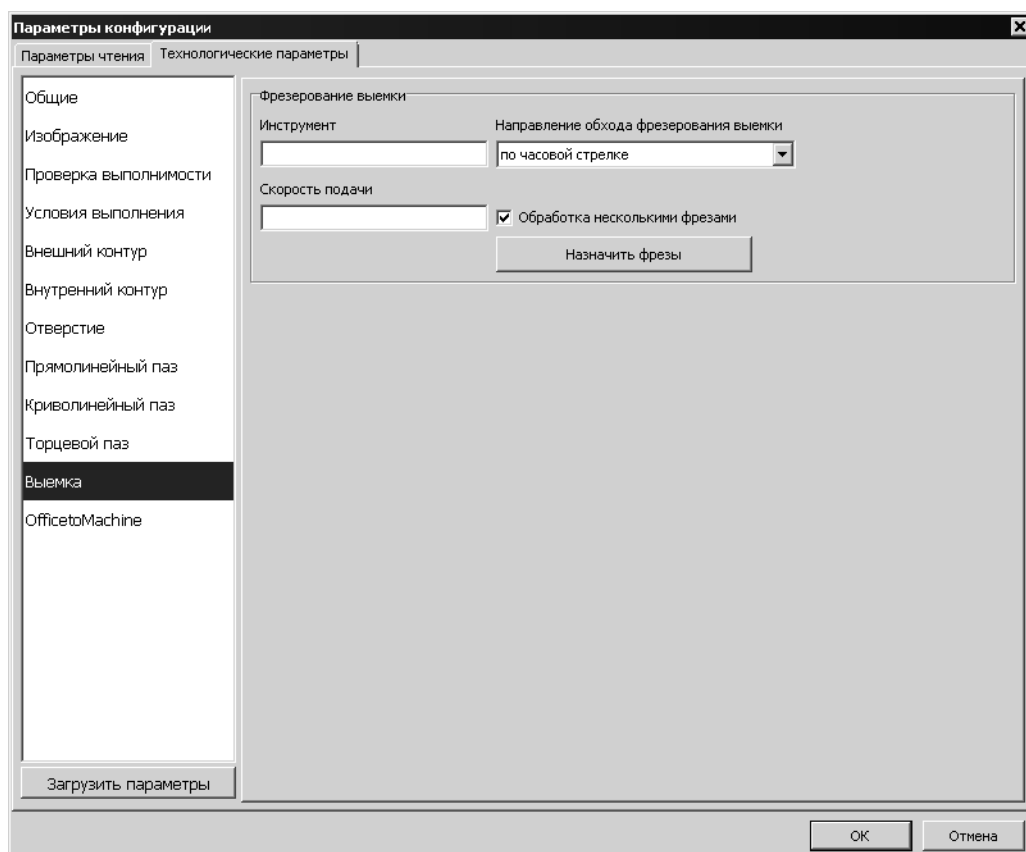 Параметры конфигурации
Параметры чтения
Технологические параметры
Общие
Изображение
Проверка выполнимости
Условия выполнения
Внешний контур
Внутренний контур
Отверстие
Прямолинейный паз
Криволинейный паз
Торцевой паз
Выемка
OfficetoMachine
Загрузить параметры
Фрезерование выемки
Инструмент
Направление обхода фрезерования выемки
по часовой стрелке
Скорость подачи
Обработка несколькими фрезами
Назначить фрезы
ОК
Отмена